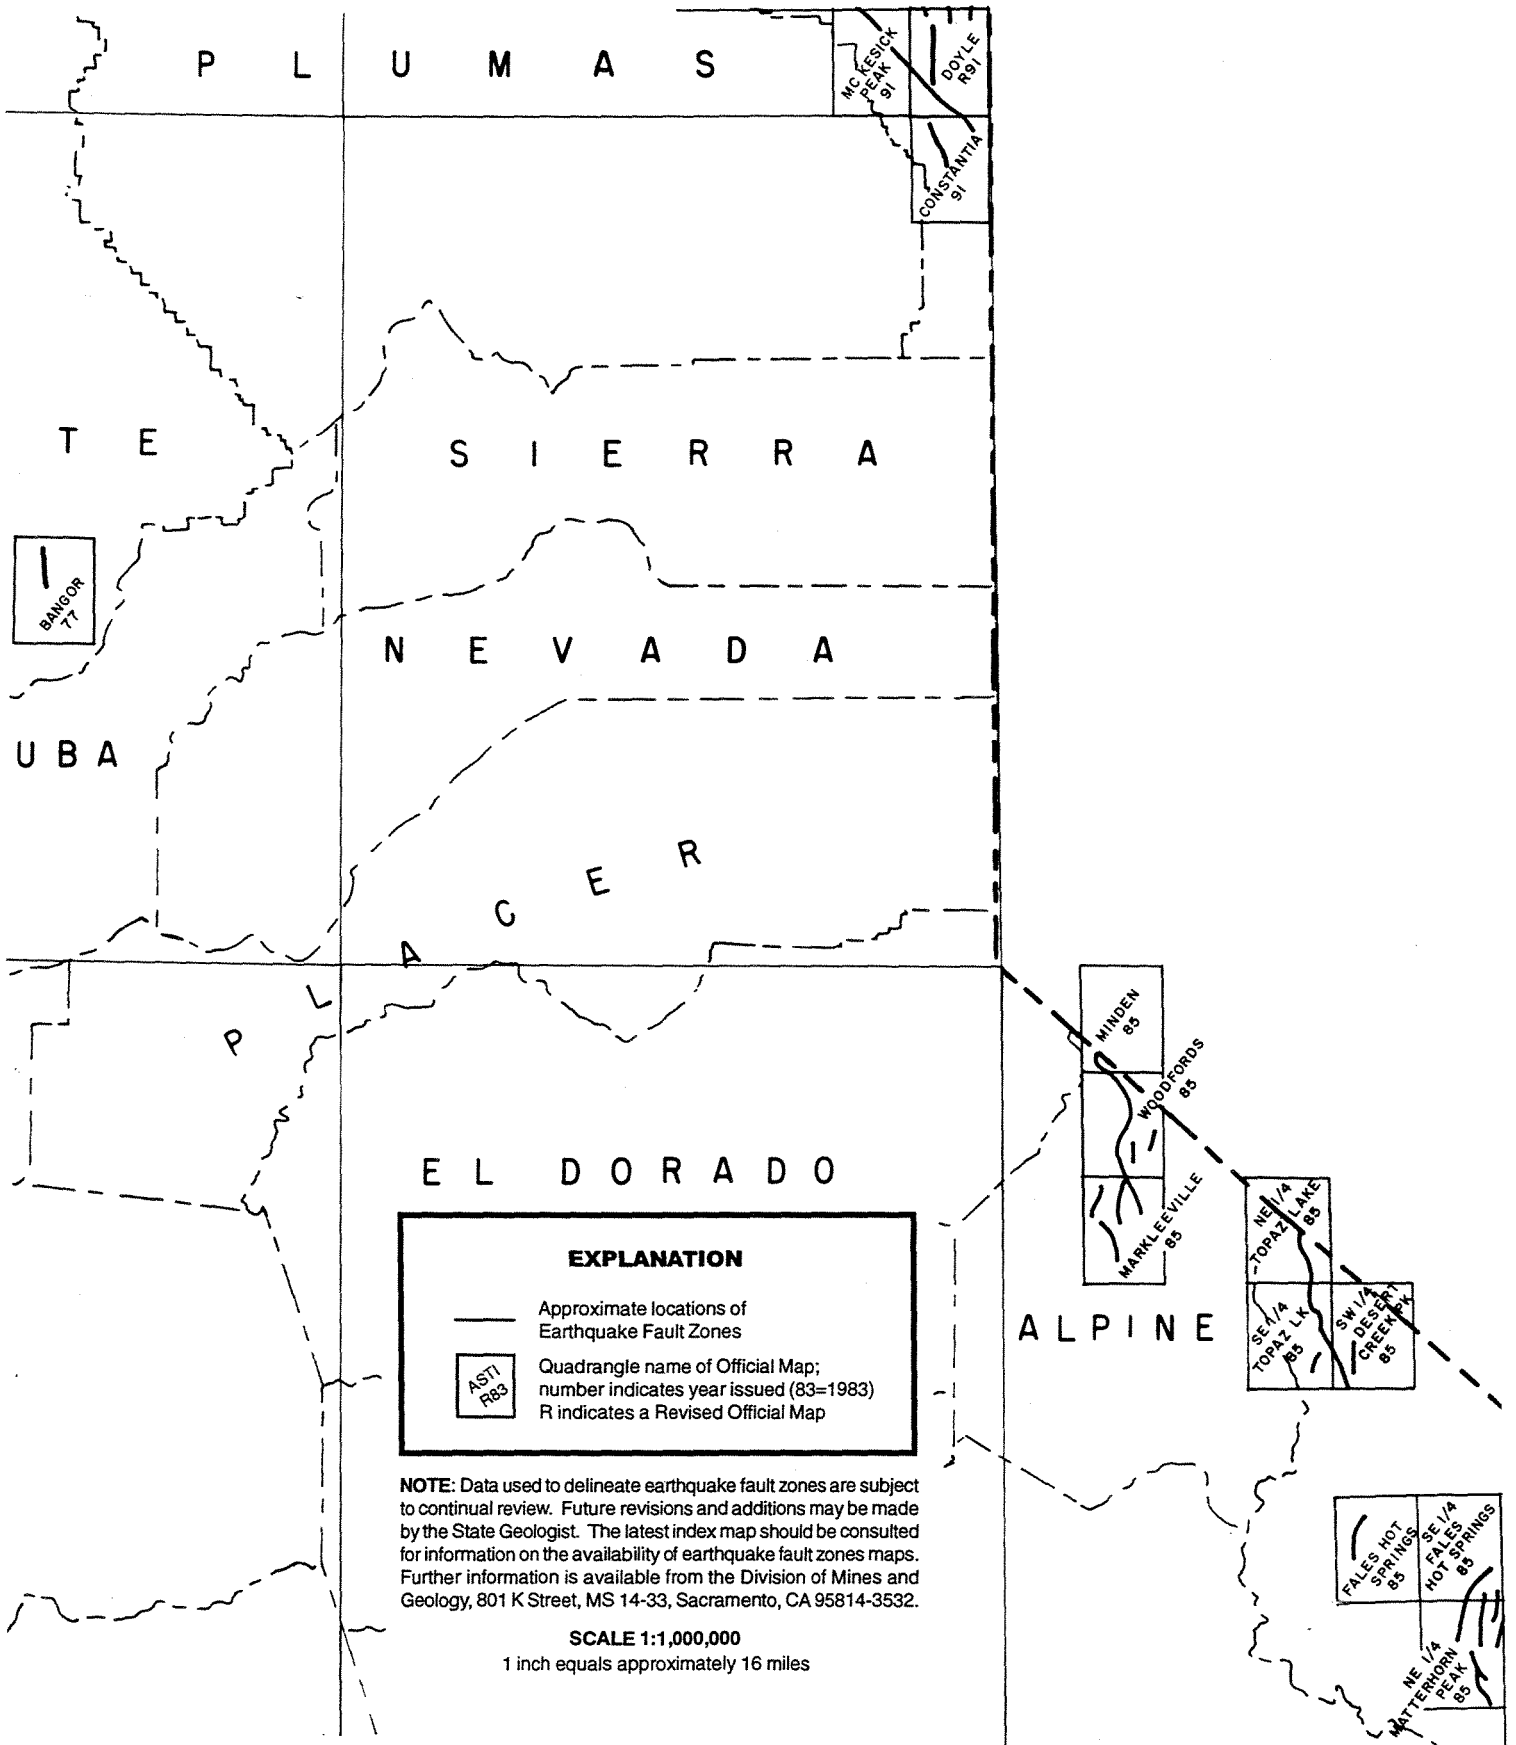 P L U M A S
MC KESICK
PEAK
91
DOYLE
R91
CONSTANTIA
91
T E
S I E R R A
BANGOR
77
N E V A D A
U B A
P L A C E R
MINDEN
85
WOODFORDS
85
MARKLEEVILLE
85
EL DORADO
NE 1/4
TOPAZ LAKE
85
SE 1/4
TOPAZ LK
85
SW 1/4
DESERT
CREEK PK
85
ALPINE
EXPLANATION
Approximate locations of
Earthquake Fault Zones
ASTI
R83
Quadrangle name of Official Map;
number indicates year issued (83=1983)
R indicates a Revised Official Map
NOTE: Data used to delineate earthquake fault zones are subject
to continual review. Future revisions and additions may be made
by the State Geologist. The latest index map should be consulted
for information on the availability of earthquake fault zones maps.
Further information is available from the Division of Mines and
Geology, 801 K Street, MS 14-33, Sacramento, CA 95814-3532.
SCALE 1:1,000,000
1 inch equals approximately 16 miles
FALES HOT
SPRINGS
85
SE 1/4
FALES
HOT SPRINGS
85
NE 1/4
MATTERHORN
PEAK
85